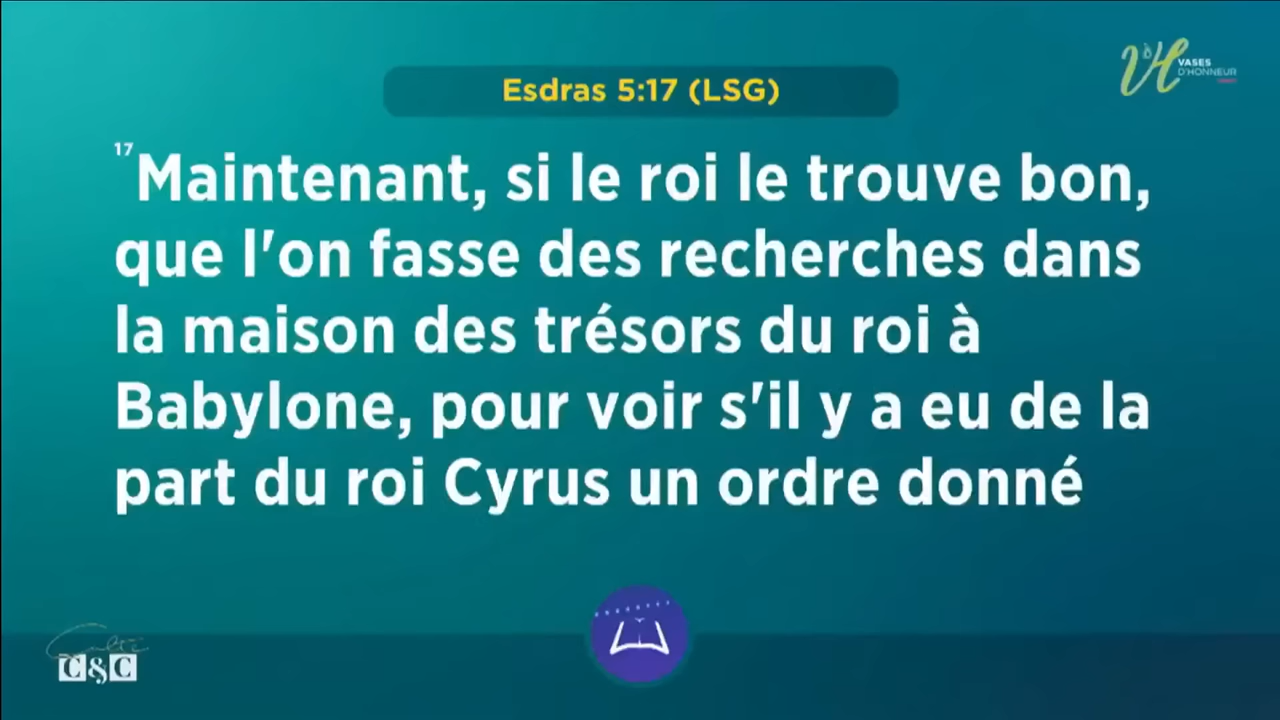 Esdras 5:17 (LSG)
VASES
D'HONNEUR
17 Maintenant, si le roi le trouve bon,
que l'on fasse des recherches dans
la maison des trésors du roi à
Babylone, pour voir s'il y a eu de la
part du roi Cyrus un ordre donné
Culte
C&C